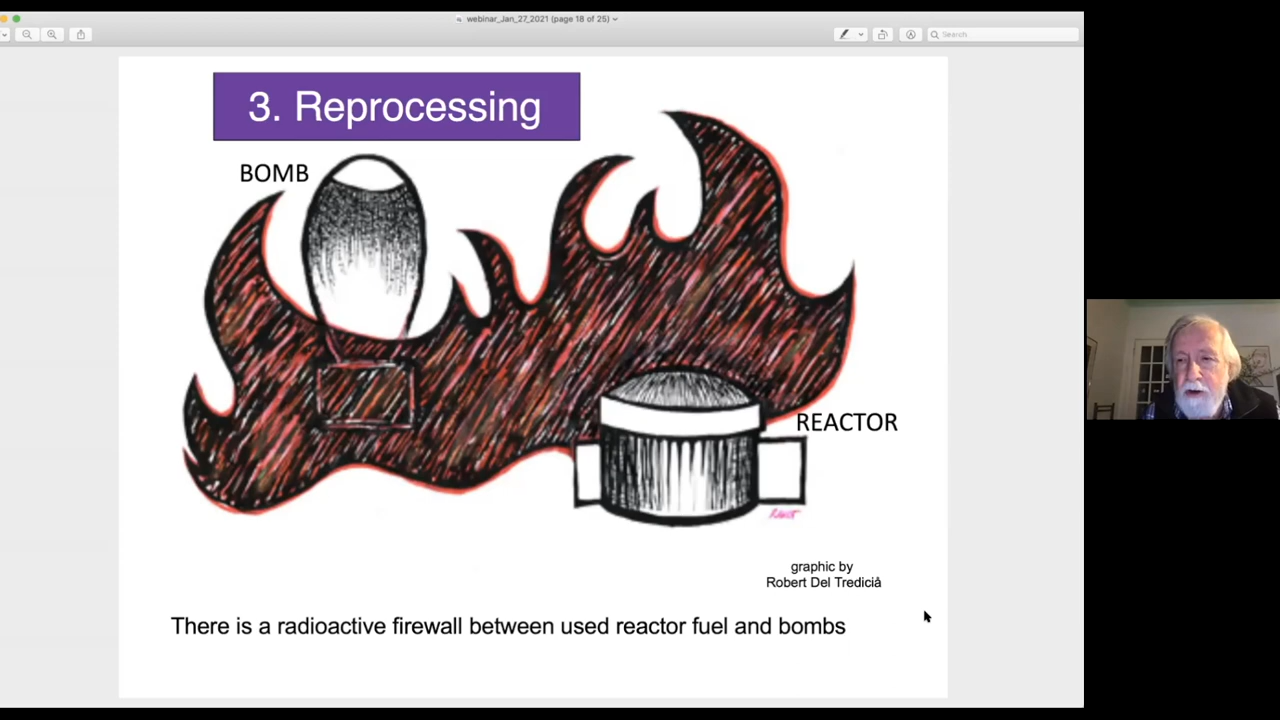 webinar_Jan_27_2021 (page 18 of 25)
Search
3. Reprocessing
BOMB
REACTOR
graphic by
Robert Del Trediciâ
There is a radioactive firewall between used reactor fuel and bombs